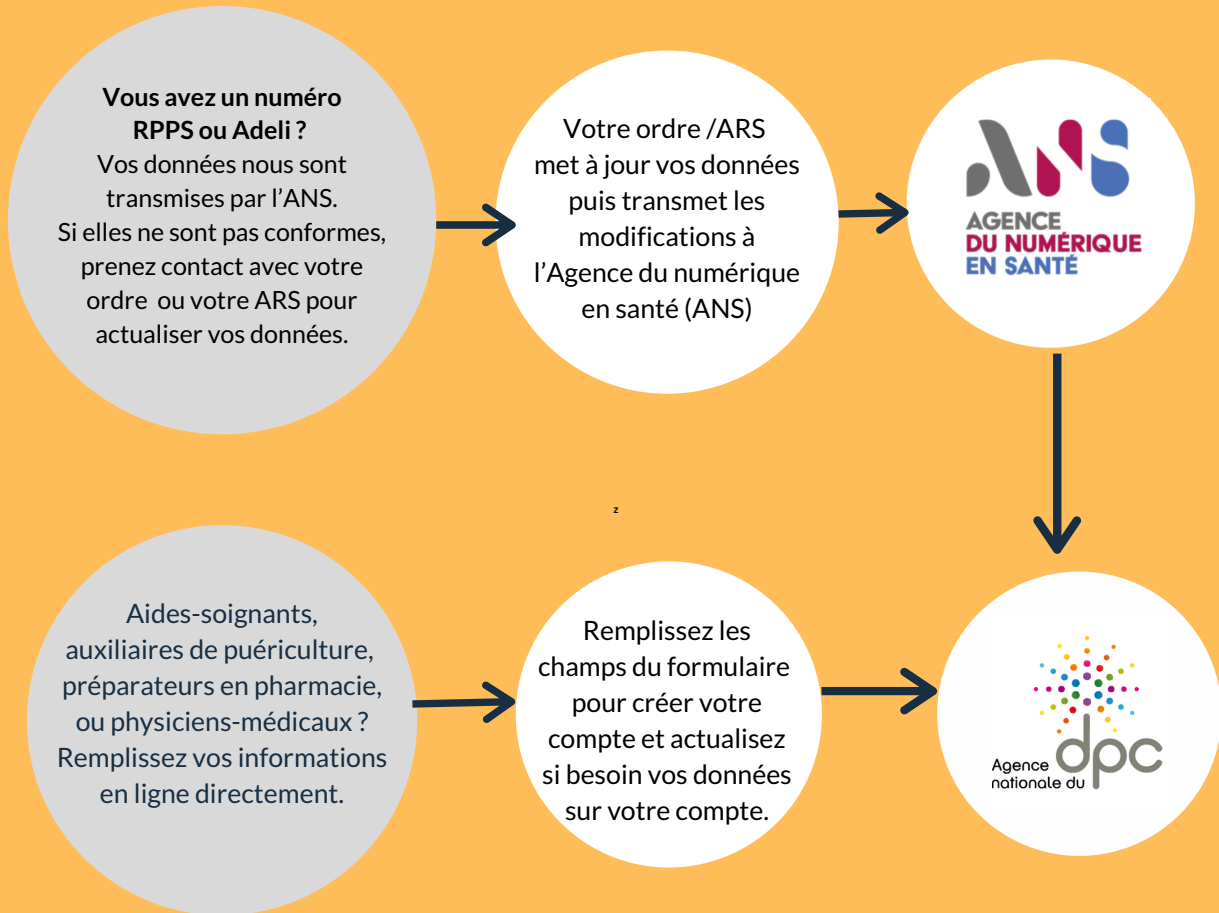 Vous avez un numéro
RPPS ou Adeli ?
Vos données nous sont
transmises par l'ANS.
Si elles ne sont pas conformes,
prenez contact avec votre
ordre ou votre ARS pour
actualiser vos données.
Votre ordre /ARS
met à jour vos données
puis transmet les
modifications à
l'Agence du numérique
en santé (ANS)
ANS
AGENCE
DU NUMÉRIQUE
EN SANTÉ
z
Aides-soignants,
auxiliaires de puériculture,
préparateurs en pharmacie,
ou physiciens-médicaux ?
Remplissez vos informations
en ligne directement.
Remplissez les
champs du formulaire
pour créer votre
compte et actualisez
si besoin vos données
sur votre compte.
Agence
nationale du
dpc